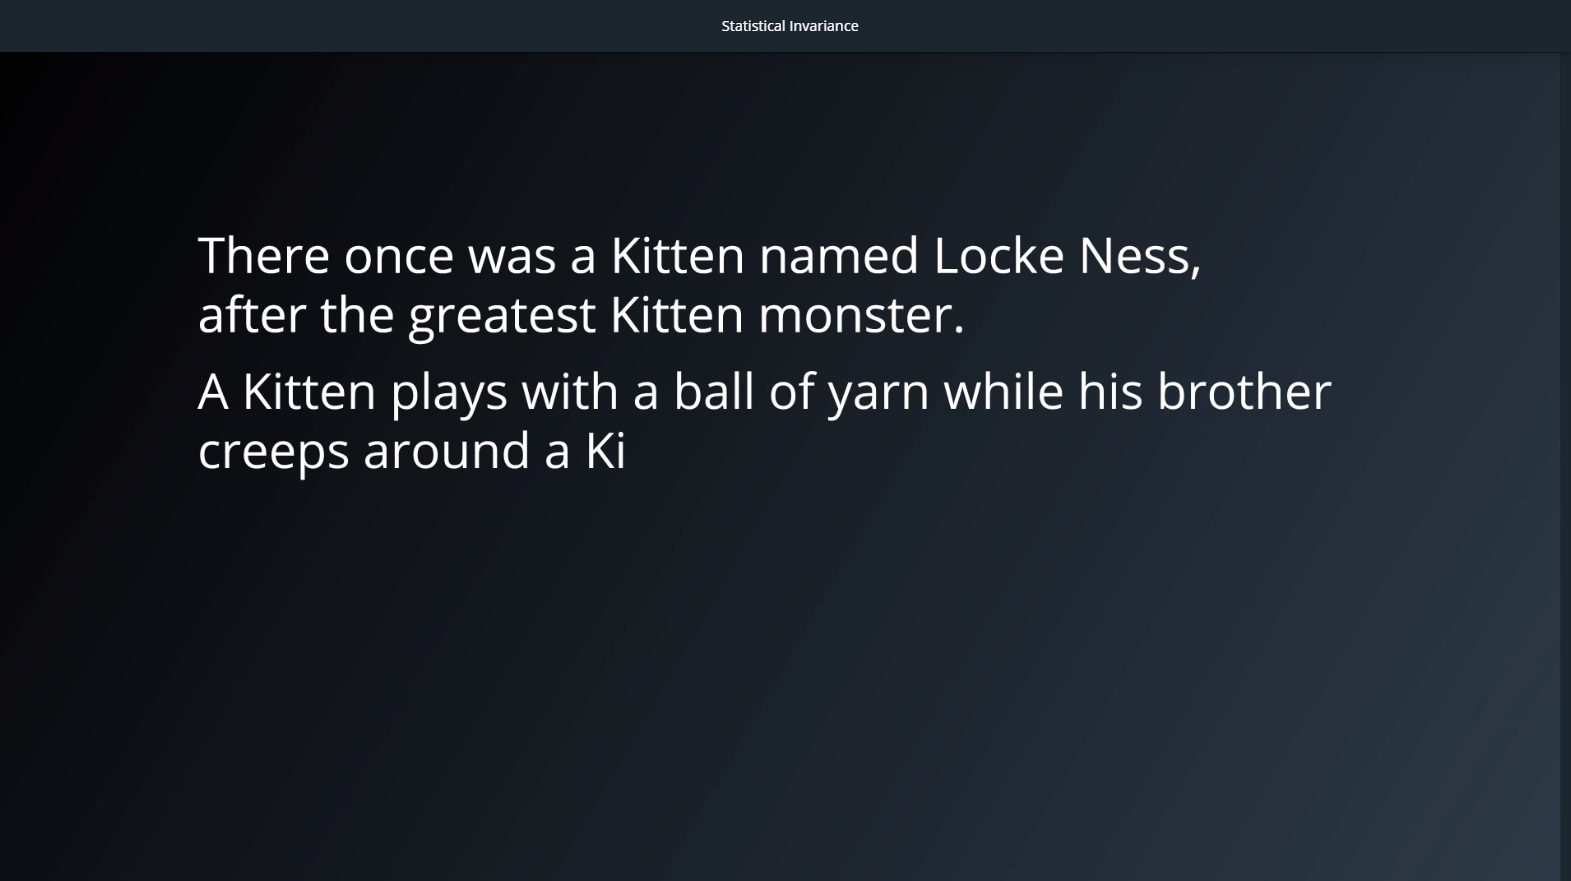 Statistical Invariance
There once was a Kitten named Locke Ness,
after the greatest Kitten monster.
A Kitten plays with a ball of yarn while his brother
creeps around a Ki